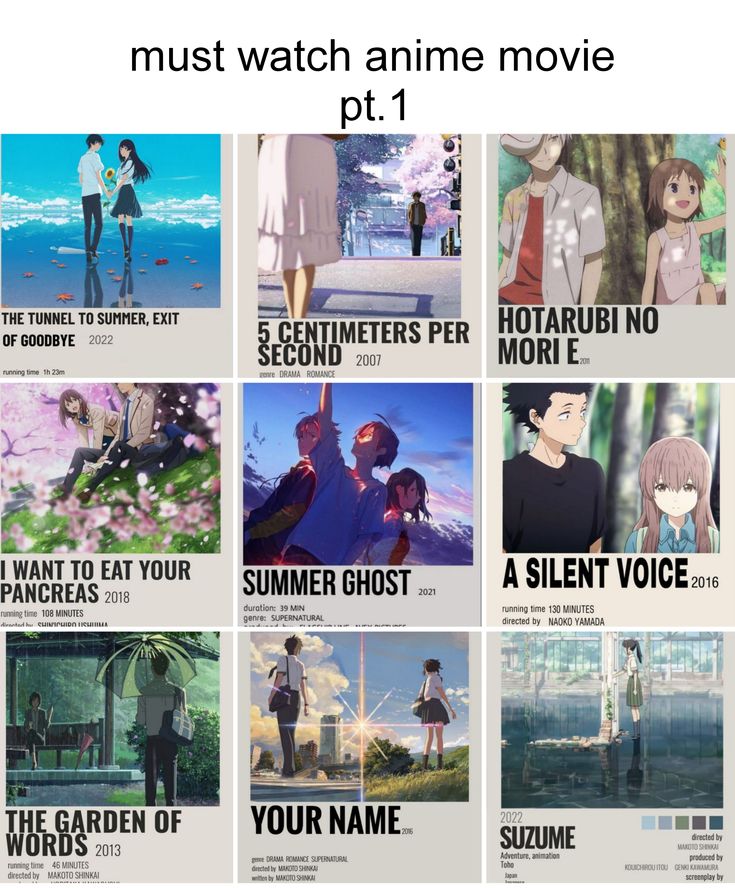 must watch anime movie
pt.1
THE TUNNEL TO SUMMER, EXIT
OF GOODBYE 2022
running time 1h 23m
5 CENTIMETERS PER
SECOND 2007
genre DRAMA ROMANCE
HOTARUBI NO
MORI E 2011
I WANT TO EAT YOUR
PANCREAS 2018
running time 108 MINUTES
directed by SHINICHIRO USHIJIMA
SUMMER GHOST 2021
duration: 39 MIN
genre: SUPERNATURAL
A SILENT VOICE 2016
running time 130 MINUTES
directed by NAOKO YAMADA
THE GARDEN OF
WORDS 2013
running time 46 MINUTES
directed by MAKOTO SHINKAI
YOUR NAME 2016
genre DRAMA ROMANCE SUPERNATURAL
directed by MAKOTO SHINKAI
written by MAKOTO SHINKAI
2022
SUZUME
Adventure, animation
Toho
Japan
directed by
MAKOTO SHINKAI
produced by
KOUICHIROU ITOU GENKI KAWAMURA
screenplay by